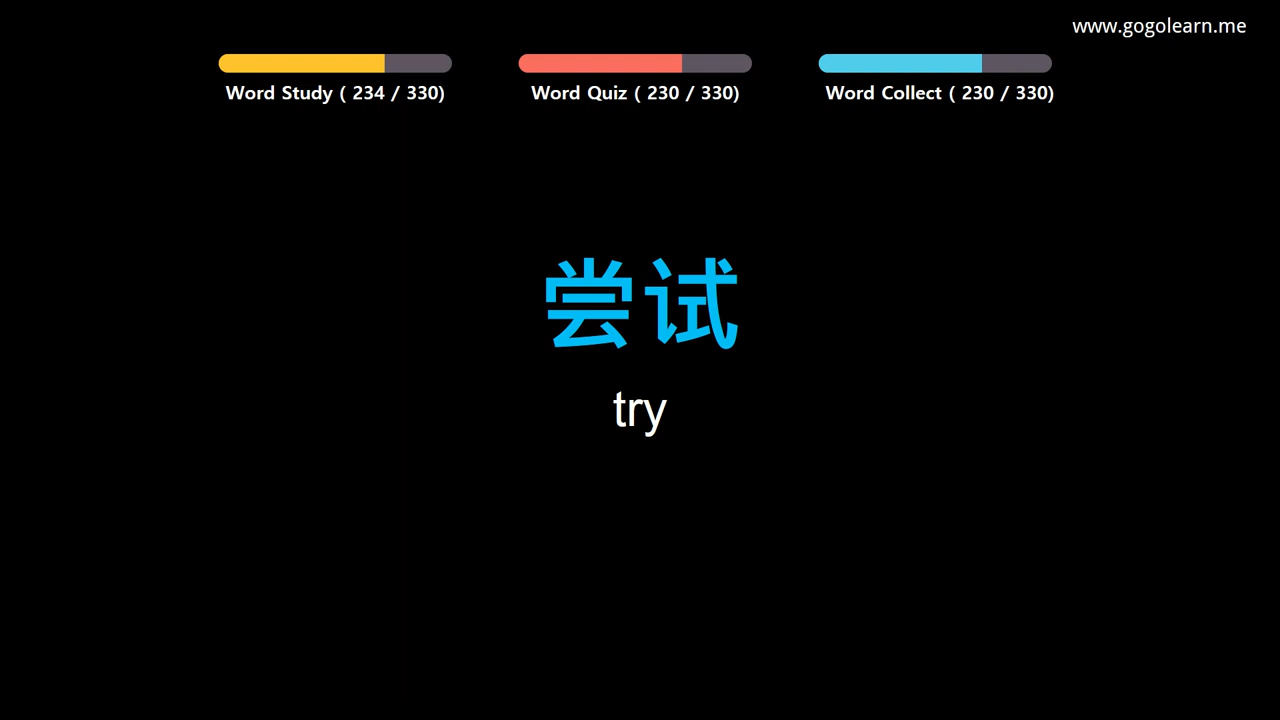 www.gogolearn.me
Word Study ( 234 / 330)
Word Quiz ( 230 / 330)
Word Collect ( 230 / 330)
尝试
try